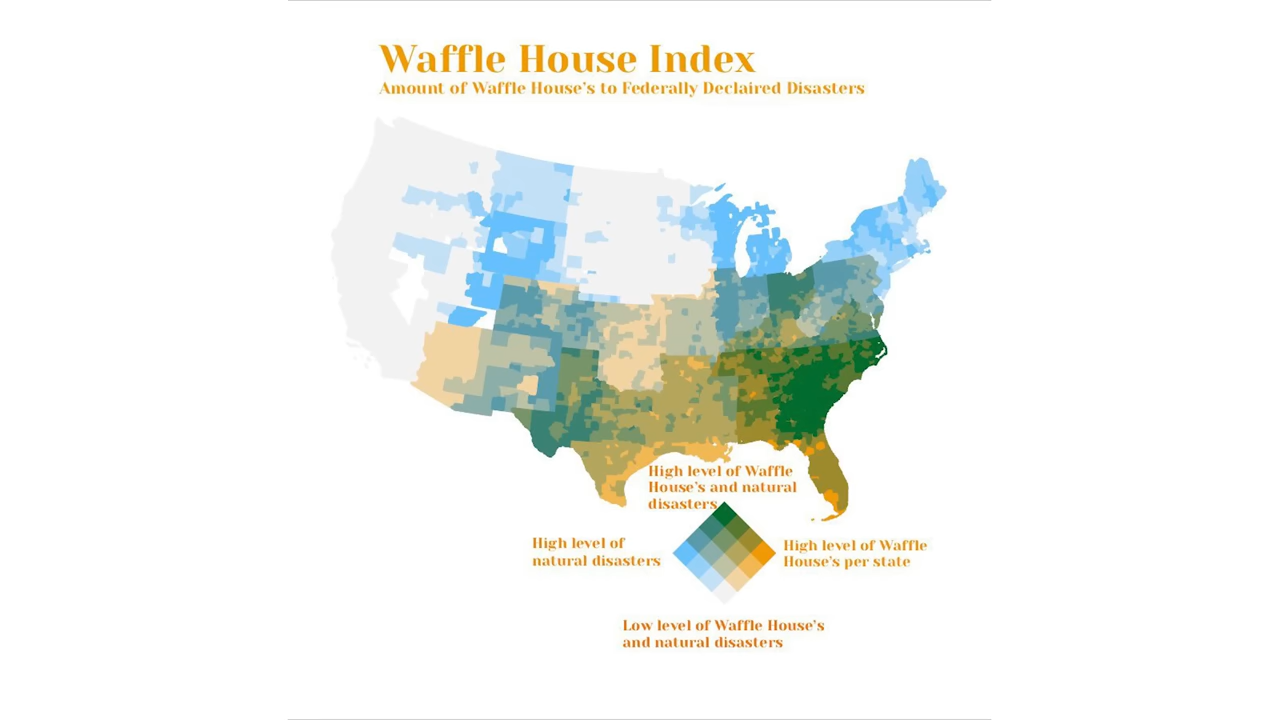 Waffle House Index
Amount of Waffle House's to Federally Declaired Disasters
High level of Waffle
House's and natural
disasters
High level of
natural disasters
High level of Waffle
House's per state
Low level of Waffle House's
and natural disasters